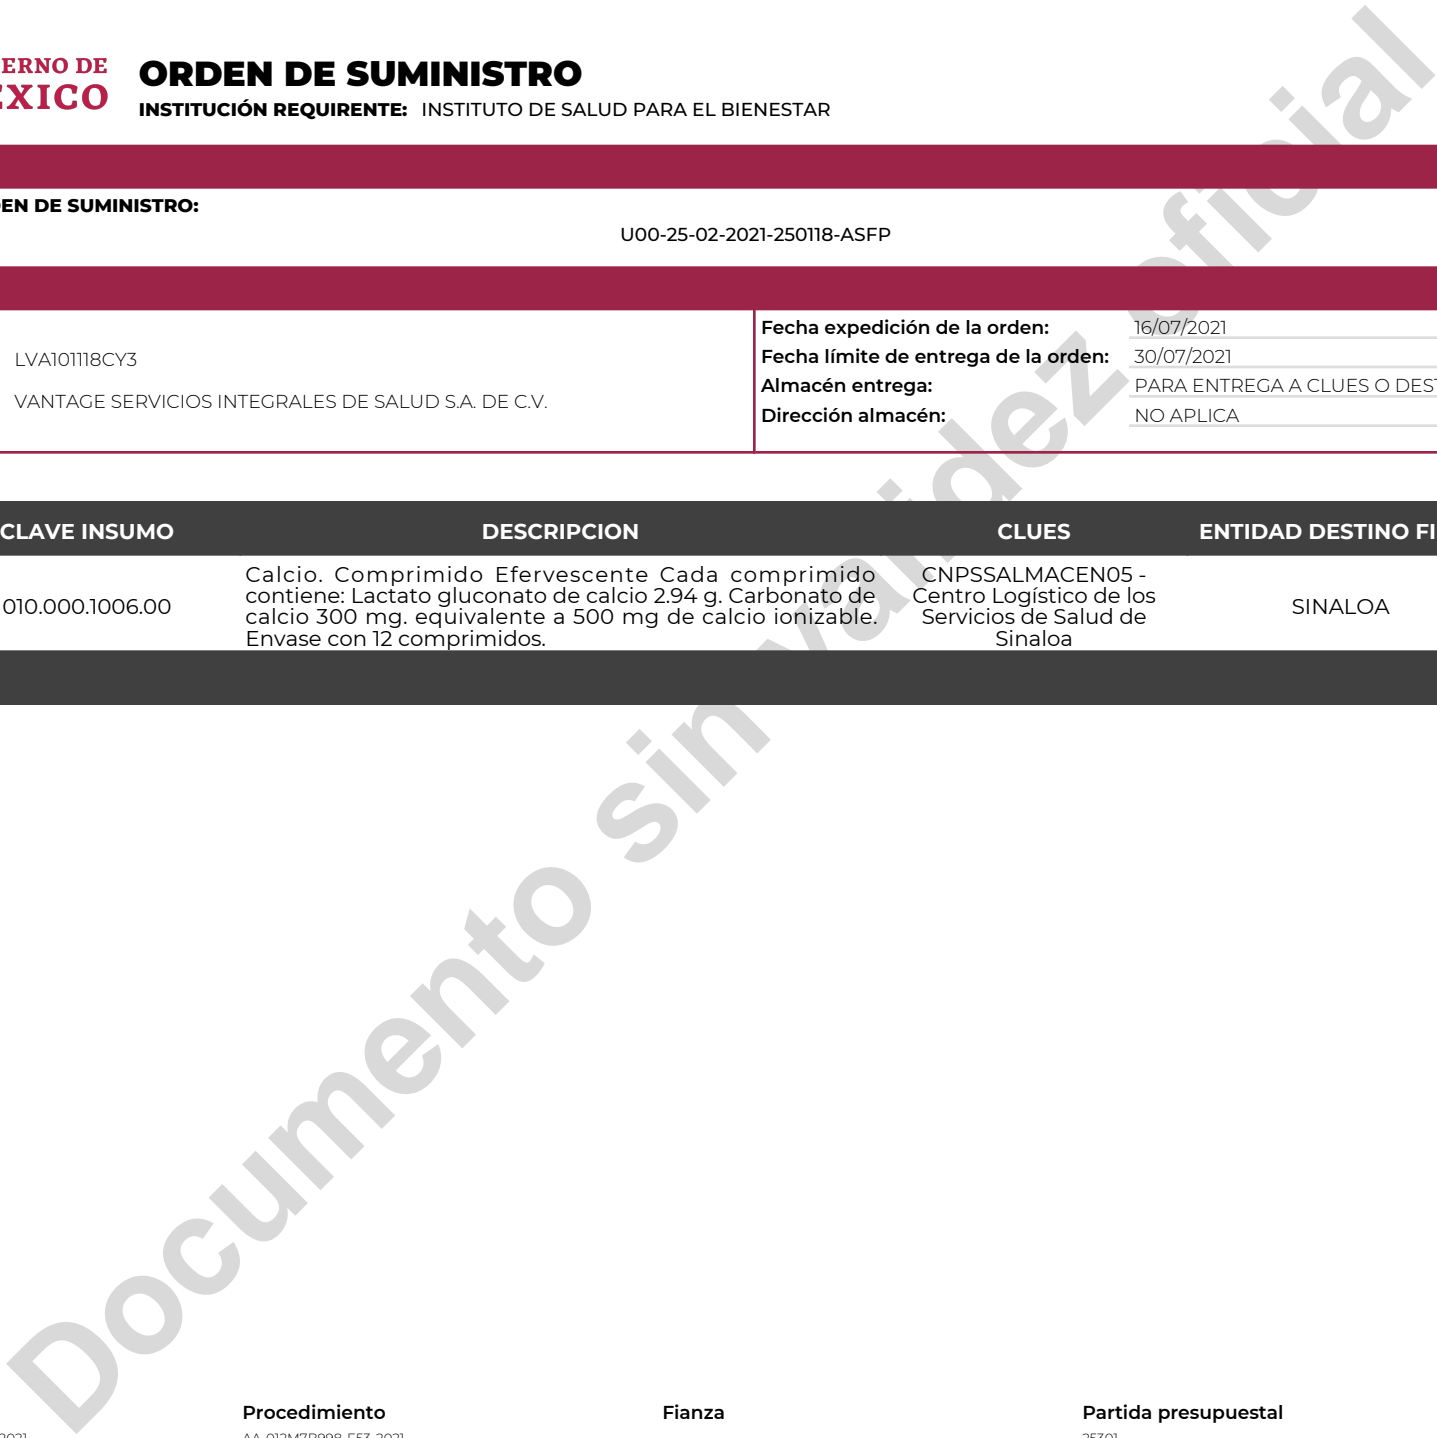 ERNO DE
EXICO
ORDEN DE SUMINISTRO
INSTITUCIÓN REQUIRENTE: INSTITUTO DE SALUD PARA EL BIENESTAR
EN DE SUMINISTRO:
U00-25-02-2021-250118-ASFP
LVA101118CY3
VANTAGE SERVICIOS INTEGRALES DE SALUD S.A. DE C.V.
Fecha expedición de la orden: 16/07/2021
Fecha límite de entrega de la orden: 30/07/2021
Almacén entrega: PARA ENTREGA A CLUES O DEST
Dirección almacén: NO APLICA
CLAVE INSUMO DESCRIPCION CLUES ENTIDAD DESTINO FI
010.000.1006.00
Calcio. Comprimido Efervescente Cada comprimido
contiene: Lactato gluconato de calcio 2.94 g. Carbonato de
calcio 300 mg. equivalente a 500 mg de calcio ionizable.
Envase con 12 comprimidos.
CNPSSALMACEN05 -
Centro Logístico de los
Servicios de Salud de
Sinaloa
SINALOA
Documento sin validez oficial
Procedimiento Fianza Partida presupuestal